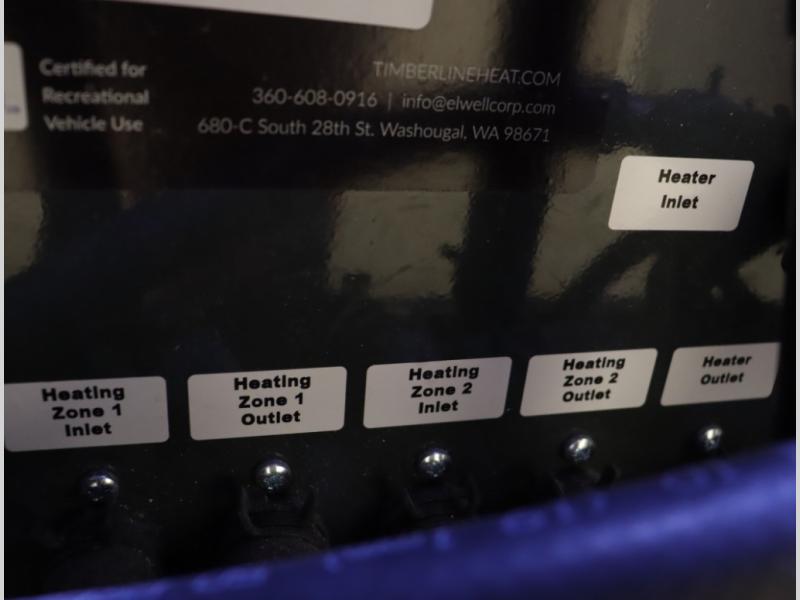 Certified for
Recreational
Vehicle Use
TIMBERLINEHEAT.COM
360-608-0916 | info@elwellcorp.com
680-C South 28th St. Washougal, WA 98671
Heater
Inlet
Heating
Zone 1
Inlet
Heating
Zone 1
Outlet
Heating
Zone 2
Inlet
Heating
Zone 2
Outlet
Heater
Outlet